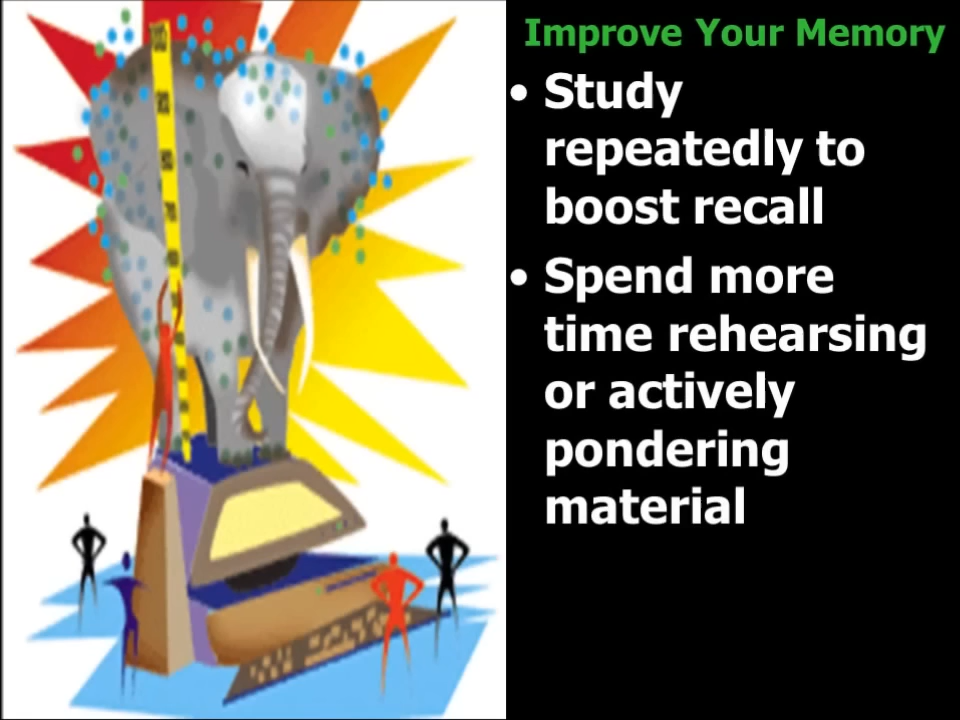 Improve Your Memory
• Study
repeatedly to
boost recall
• Spend more
time rehearsing
or actively
pondering
material